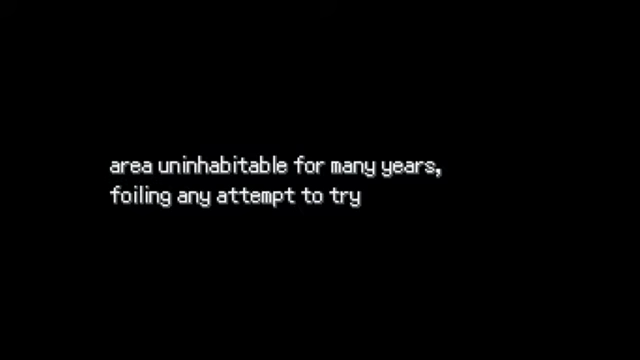 area uninhabitable for many years,
foiling any attempt to try